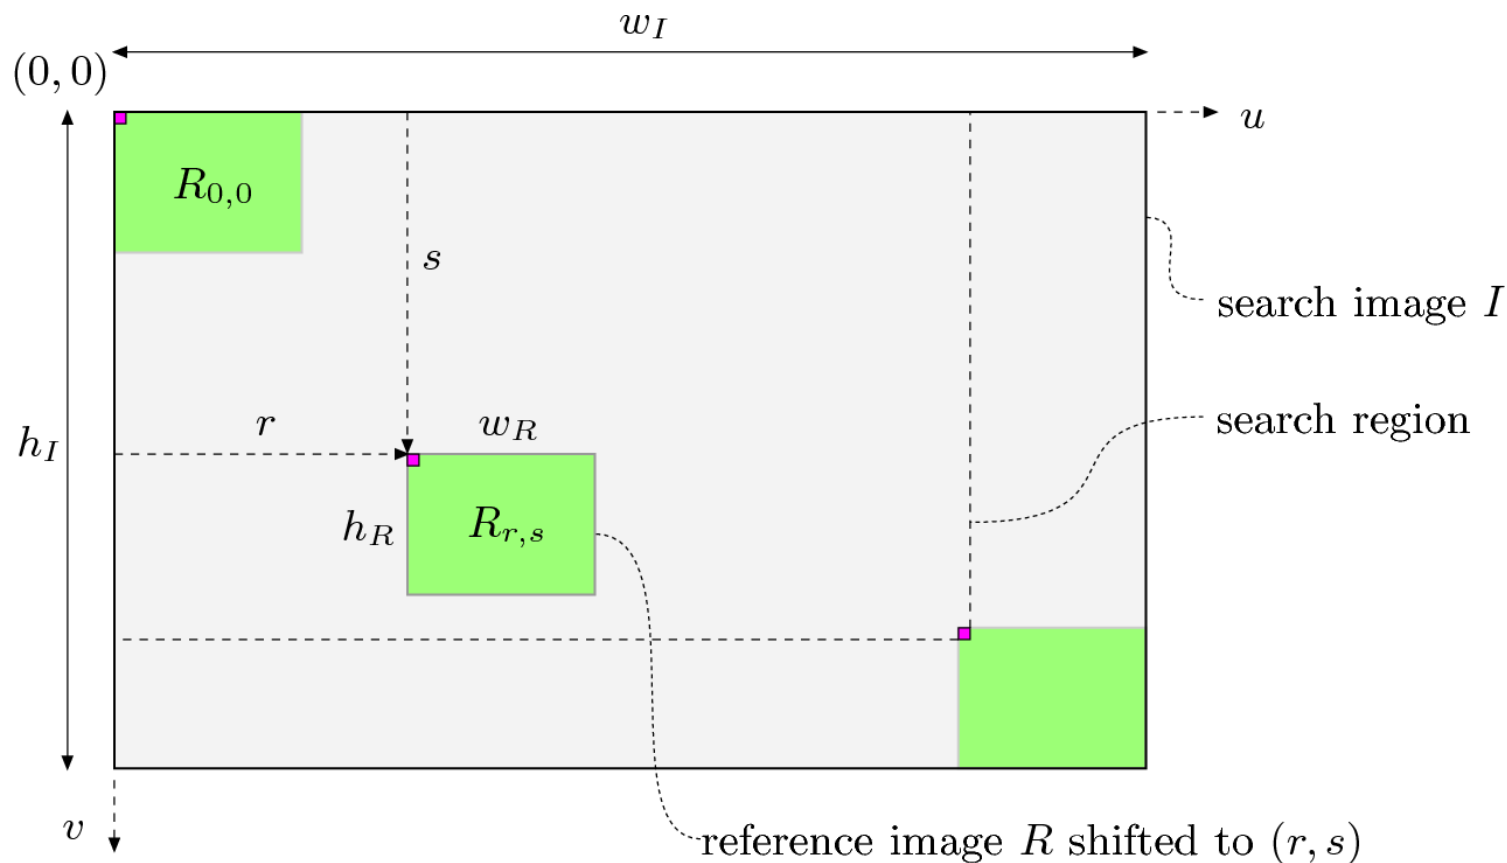 w_I
(0, 0)
u
R_{0,0}
s
search image I
r
w_R
search region
h_I
h_R
R_{r,s}
v
reference image R shifted to (r, s)